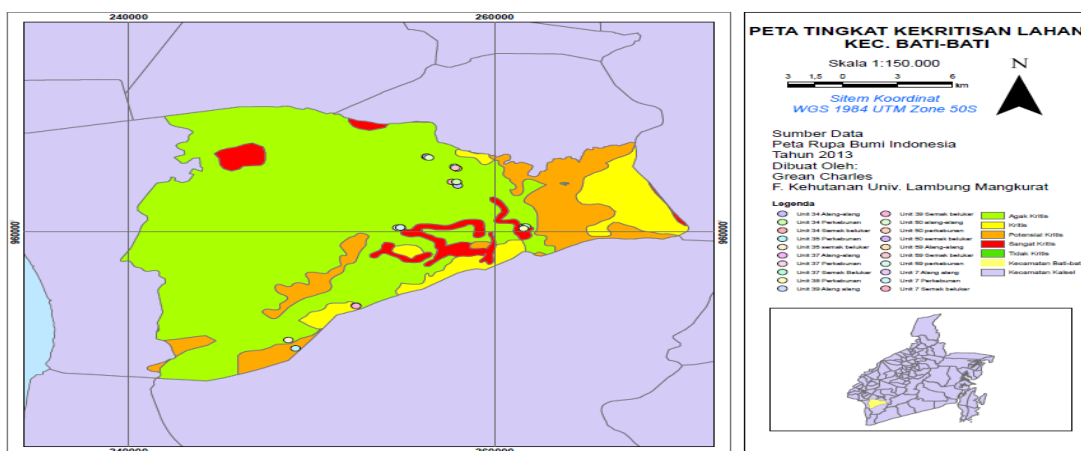 240000
260000
960000
960000
240000
260000
PETA TINGKAT KEKRITISAN LAHAN
KEC. BATI-BATI
Skala 1:150.000
N
3 1,5 0 3 6
km
Sitem Koordinat
WGS 1984 UTM Zone 50S
Sumber Data
Peta Rupa Bumi Indonesia
Tahun 2013
Dibuat Oleh:
Grean Charles
F. Kehutanan Univ. Lambung Mangkurat
Legenda
Unit 34 Alang-alang
Unit 34 Perkebunan
Unit 34 Semak belukar
Unit 35 Perkebunan
Unit 35 semak belukar
Unit 37 Alang-alang
Unit 37 Perkebunan
Unit 37 Semak Belukar
Unit 38 Perkebunan
Unit 39 Alang alang
Unit 39 Semak belukar
Unit 50 alang-alang
Unit 50 perkebunan
Unit 50 semak belukar
Unit 59 Alang-alang
Unit 59 Semak belukar
Unit 69 perkebunan
Unit 7 Alang alang
Unit 7 Perkebunan
Unit 7 Semak belukar
Agak Kritis
Kritis
Potensial Kritis
Sangat Kritis
Tidak Kritis
Kecamatan Bati-bati
Kecamatan Kalsel